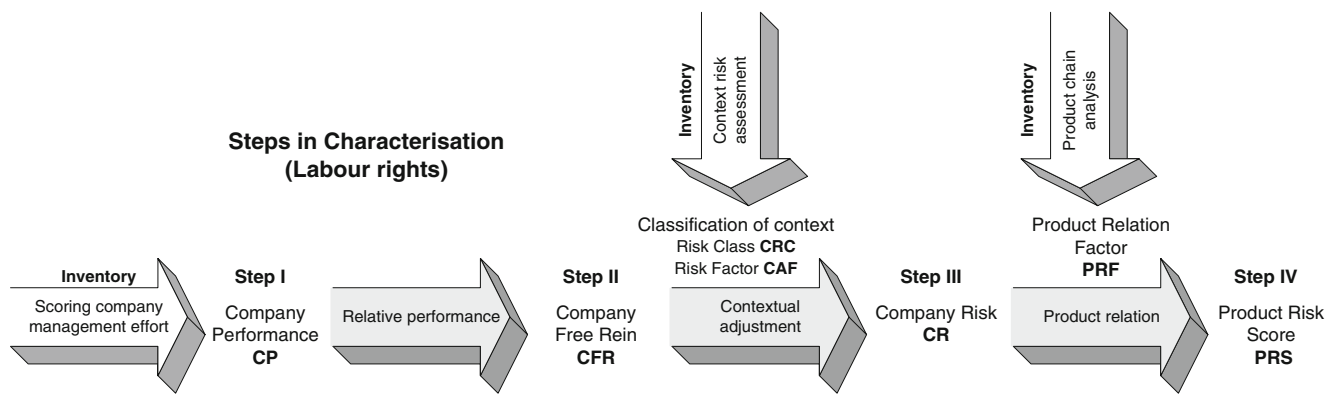 Steps in Characterisation
(Labour rights)
Inventory
Scoring company
management effort
Step I
Company
Performance
CP
Relative performance
Step II
Company
Free Rein
CFR
Inventory
Context risk
assessment
Classification of context
Risk Class CRC
Risk Factor CAF
Contextual
adjustment
Step III
Company Risk
CR
Inventory
Product chain
analysis
Product Relation
Factor
PRF
Product relation
Step IV
Product Risk
Score
PRS